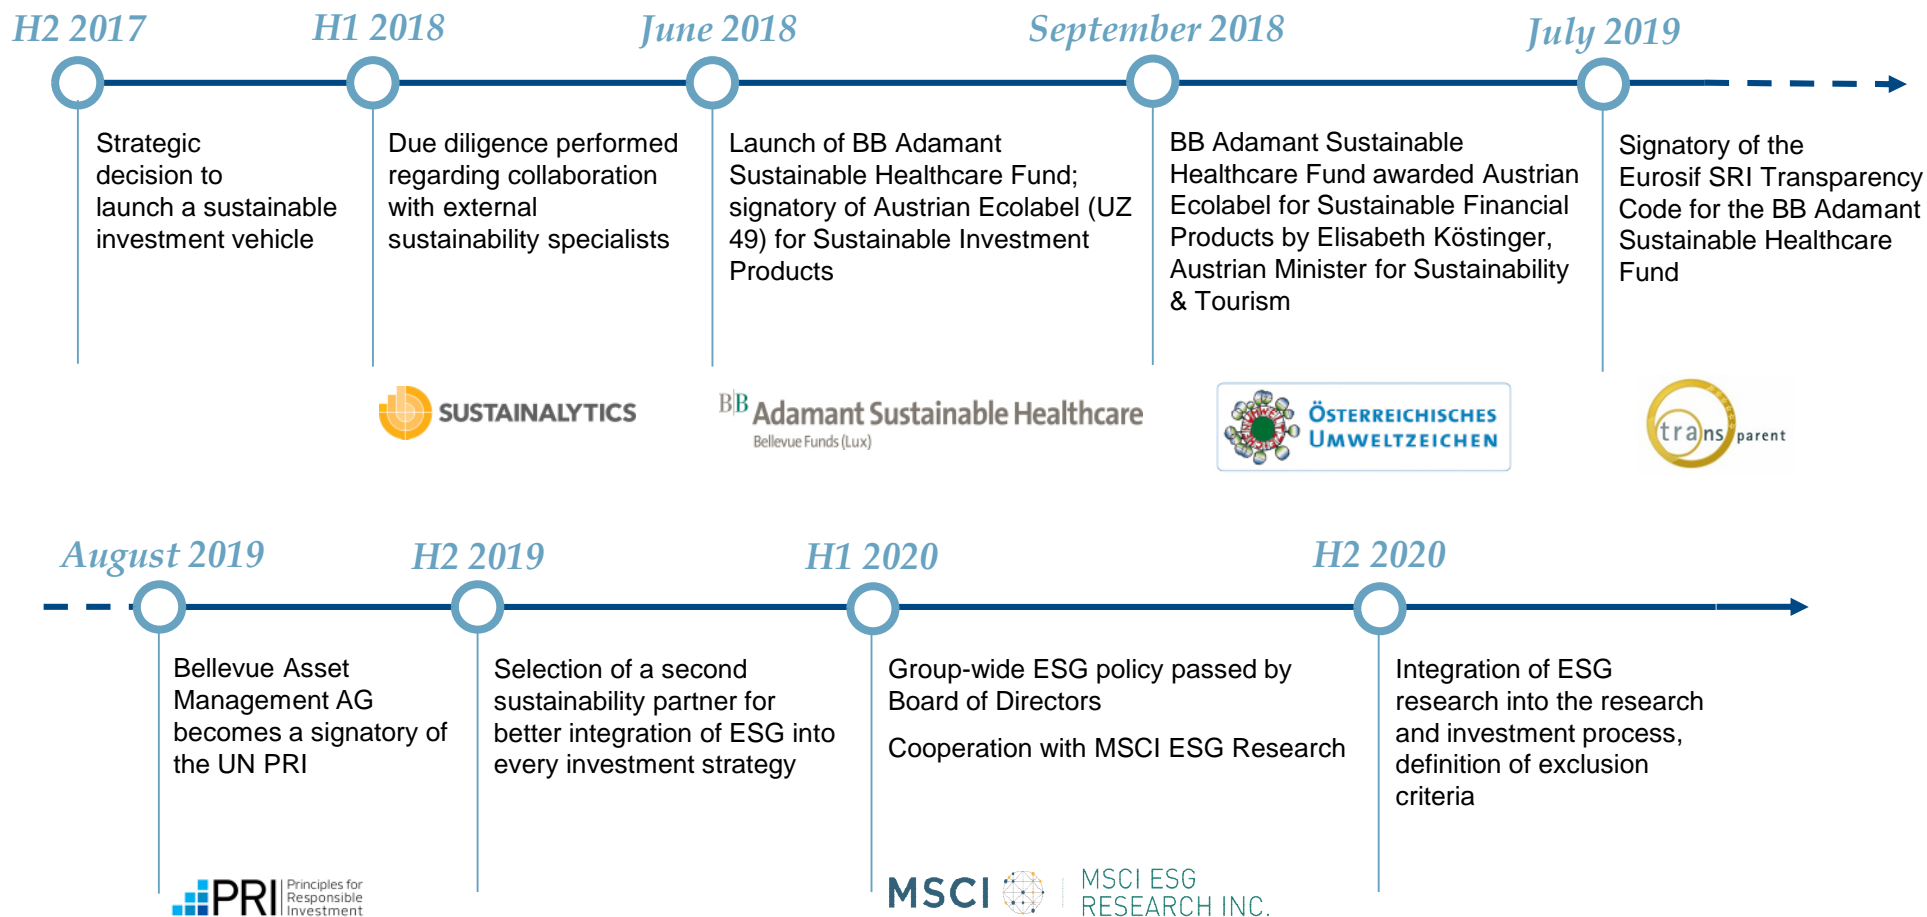 H2 2017
Strategic
decision to
launch a sustainable
investment vehicle
H1 2018
Due diligence performed
regarding collaboration
with external
sustainability specialists
SUSTAINALYTICS
June 2018
Launch of BB Adamant
Sustainable Healthcare Fund;
signatory of Austrian Ecolabel (UZ
49) for Sustainable Investment
Products
B|B Adamant Sustainable Healthcare
Bellevue Funds (Lux)
September 2018
BB Adamant Sustainable
Healthcare Fund awarded Austrian
Ecolabel for Sustainable Financial
Products by Elisabeth Köstinger,
Austrian Minister for Sustainability
& Tourism
ÖSTERREICHISCHES
UMWELTZEICHEN
July 2019
Signatory of the
Eurosif SRI Transparency
Code for the BB Adamant
Sustainable Healthcare
Fund
transparent
August 2019
Bellevue Asset
Management AG
becomes a signatory of
the UN PRI
PRI
Principles for
Responsible
Investment
H2 2019
Selection of a second
sustainability partner for
better integration of ESG into
every investment strategy
H1 2020
Group-wide ESG policy passed by
Board of Directors
Cooperation with MSCI ESG Research
MSCI
MSCI ESG
RESEARCH INC.
H2 2020
Integration of ESG
research into the research
and investment process,
definition of exclusion
criteria